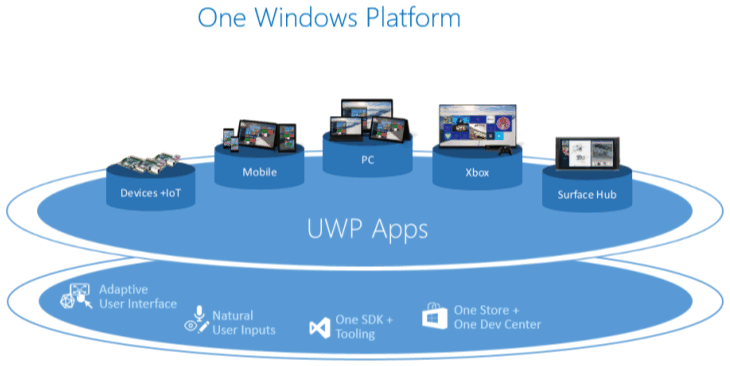 One Windows Platform
Devices +IoT
Mobile
PC
Xbox
Surface Hub
UWP Apps
Adaptive
User Interface
Natural
User Inputs
One SDK +
Tooling
One Store +
One Dev Center